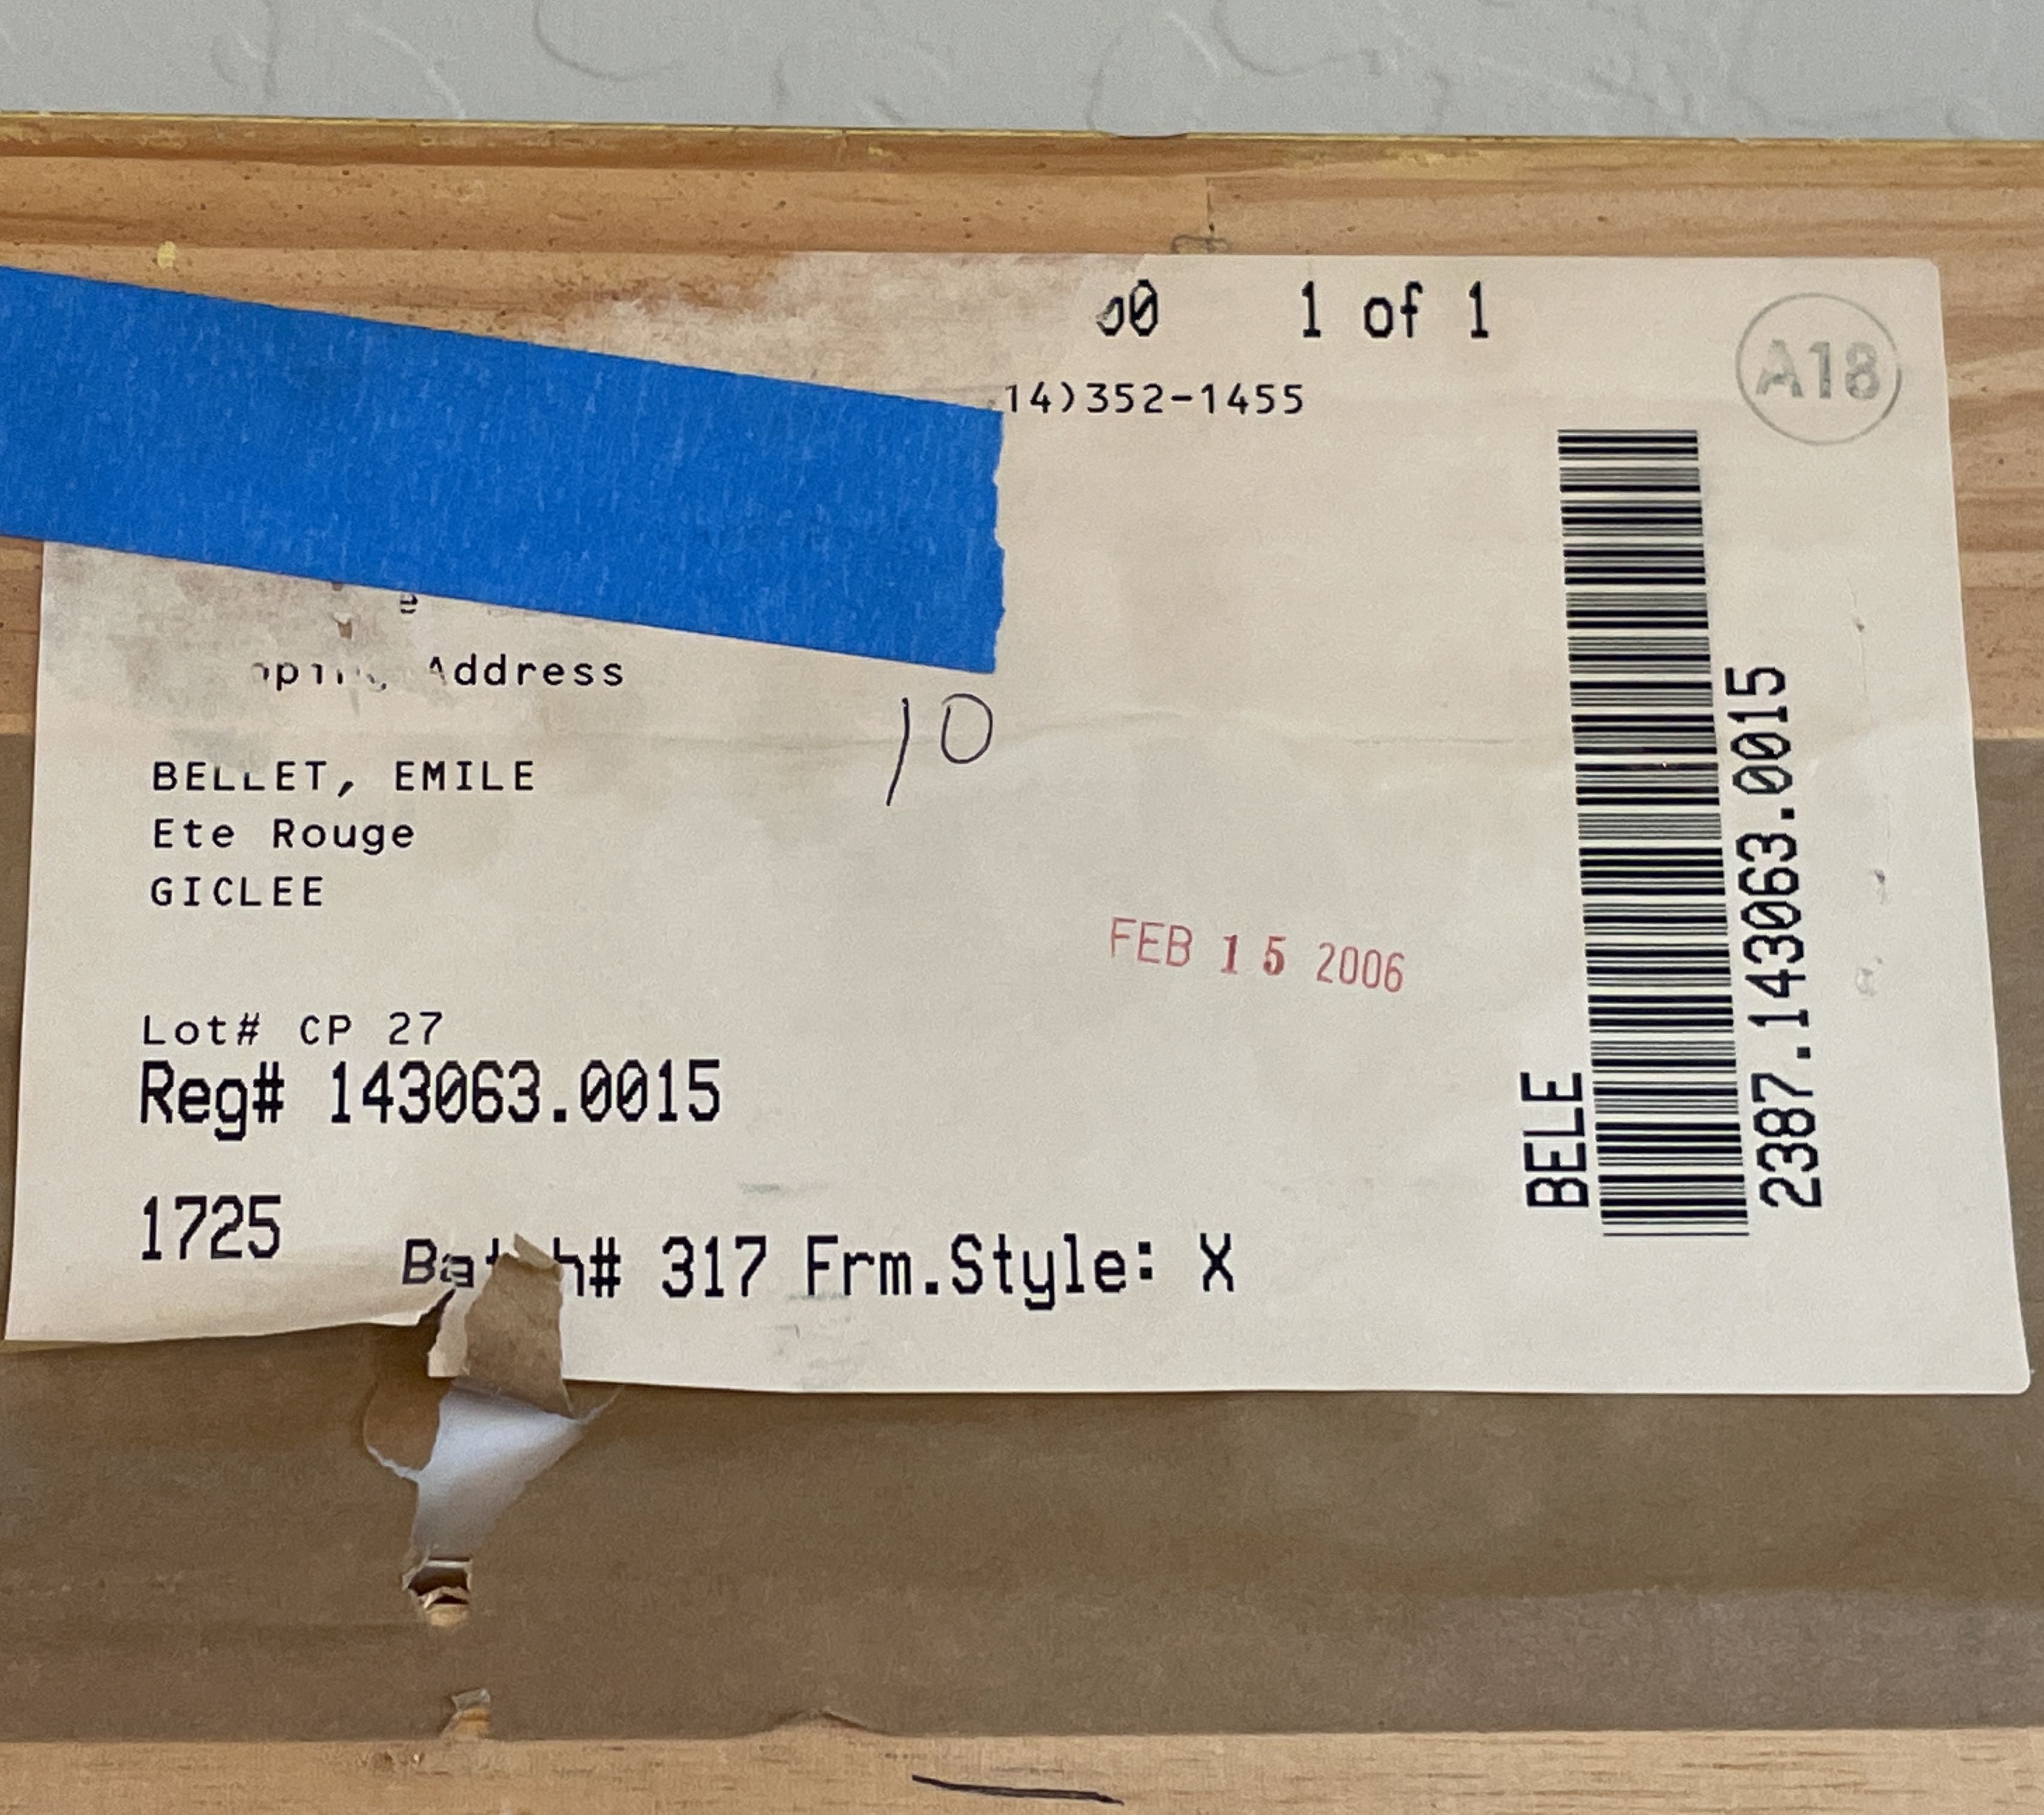 1 of 1
A18
14)352-1455
Address
10
BELLET, EMILE
Ete Rouge
GICLEE
FEB 15 2006
Lot# CP 27
Reg# 143063.0015
1725
# 317 Frm.Style: X
BELE
2387.143063.0015